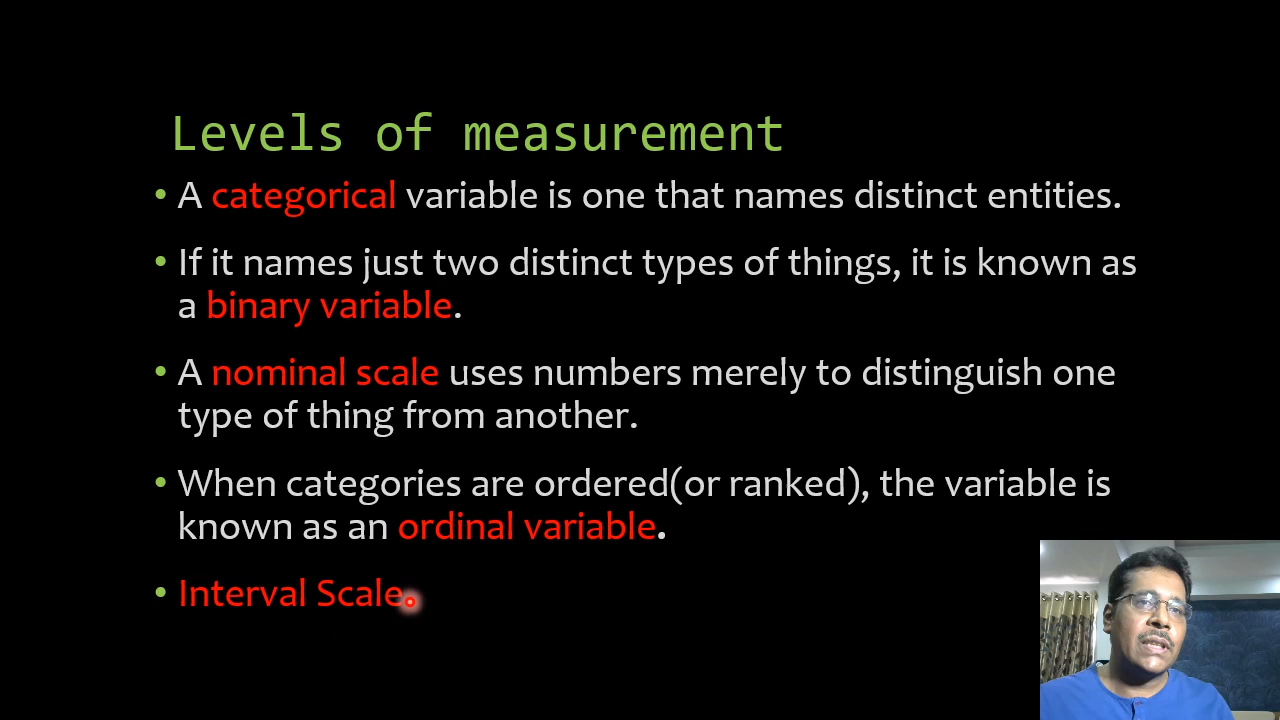 Levels of measurement
• A categorical variable is one that names distinct entities.
• If it names just two distinct types of things, it is known as
a binary variable.
• A nominal scale uses numbers merely to distinguish one
type of thing from another.
• When categories are ordered(or ranked), the variable is
known as an ordinal variable.
• Interval Scale.